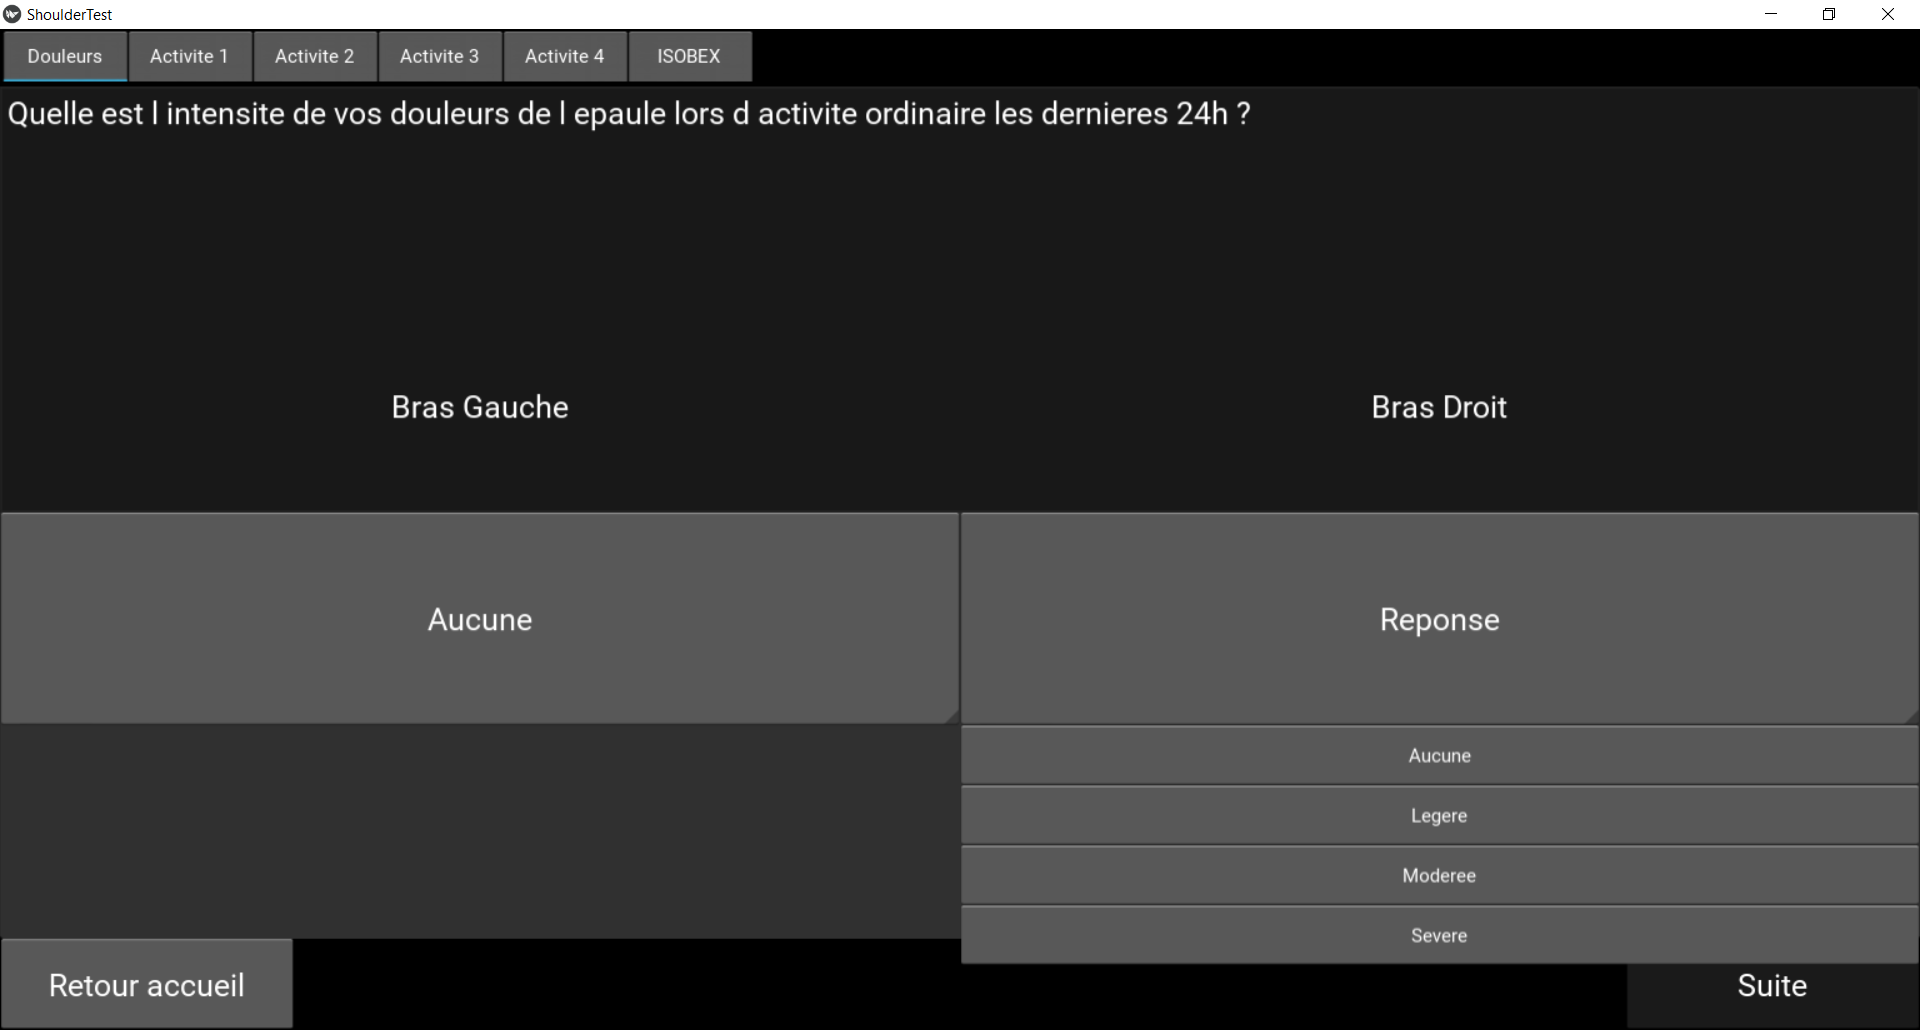 ShoulderTest
Douleurs
Activite 1
Activite 2
Activite 3
Activite 4
ISOBEX
Quelle est l intensite de vos douleurs de l epaule lors d activite ordinaire les dernieres 24h ?
Bras Gauche
Bras Droit
Aucune
Reponse
Aucune
Legere
Moderee
Severe
Retour accueil
Suite